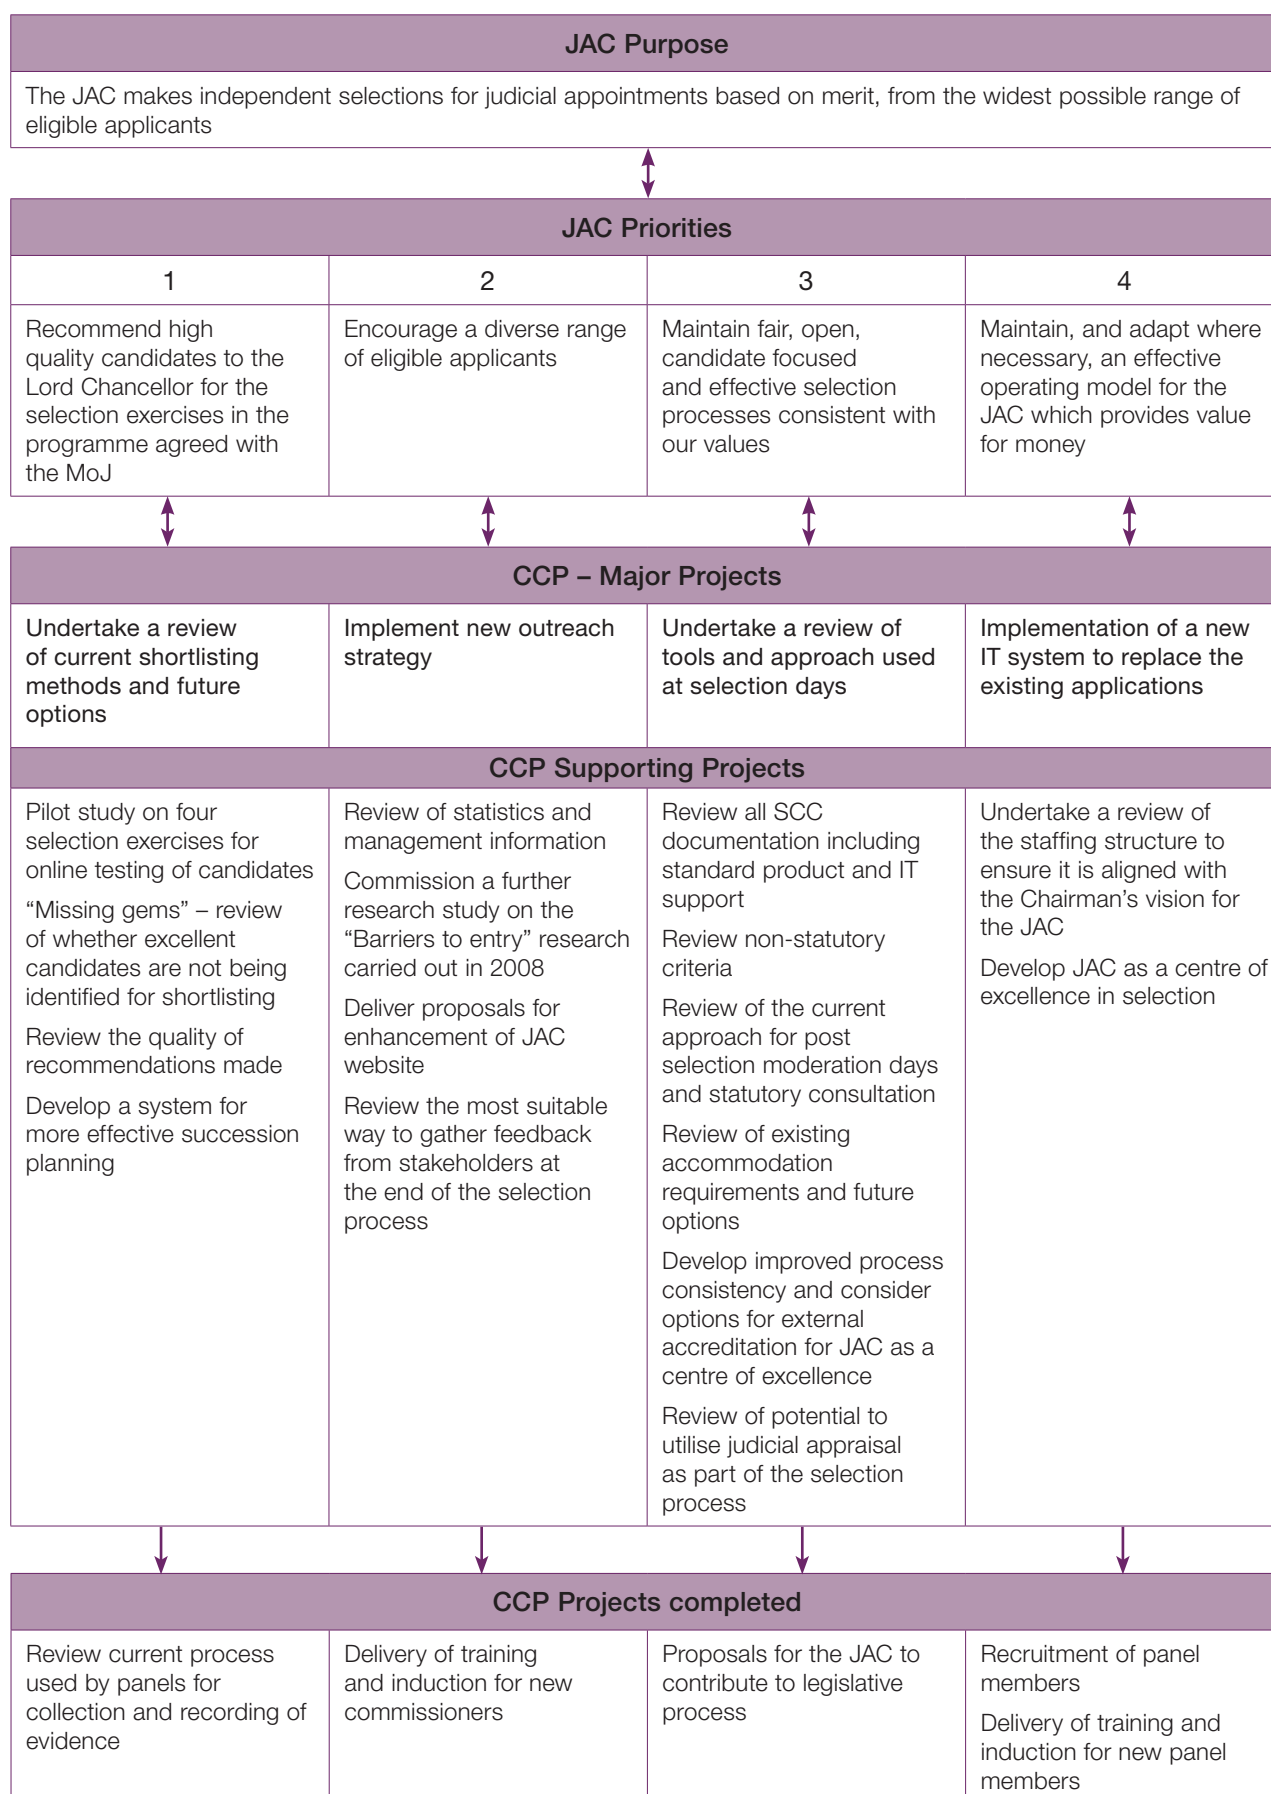 JAC Purpose
The JAC makes independent selections for judicial appointments based on merit, from the widest possible range of
eligible applicants
JAC Priorities
1
2
3
4
Recommend high
quality candidates to the
Lord Chancellor for the
selection exercises in the
programme agreed with
the MoJ
Encourage a diverse range
of eligible applicants
Maintain fair, open,
candidate focused
and effective selection
processes consistent with
our values
Maintain, and adapt where
necessary, an effective
operating model for the
JAC which provides value
for money
CCP – Major Projects
Undertake a review
of current shortlisting
methods and future
options
Implement new outreach
strategy
Undertake a review of
tools and approach used
at selection days
Implementation of a new
IT system to replace the
existing applications
CCP Supporting Projects
Pilot study on four
selection exercises for
online testing of candidates
“Missing gems” – review
of whether excellent
candidates are not being
identified for shortlisting
Review the quality of
recommendations made
Develop a system for
more effective succession
planning
Review of statistics and
management information
Commission a further
research study on the
“Barriers to entry” research
carried out in 2008
Deliver proposals for
enhancement of JAC
website
Review the most suitable
way to gather feedback
from stakeholders at
the end of the selection
process
Review all SCC
documentation including
standard product and IT
support
Review non-statutory
criteria
Review of the current
approach for post
selection moderation days
and statutory consultation
Review of existing
accommodation
requirements and future
options
Develop improved process
consistency and consider
options for external
accreditation for JAC as a
centre of excellence
Review of potential to
utilise judicial appraisal
as part of the selection
process
Undertake a review of
the staffing structure to
ensure it is aligned with
the Chairman’s vision for
the JAC
Develop JAC as a centre of
excellence in selection
CCP Projects completed
Review current process
used by panels for
collection and recording of
evidence
Delivery of training
and induction for new
commissioners
Proposals for the JAC to
contribute to legislative
process
Recruitment of panel
members
Delivery of training and
induction for new panel
members